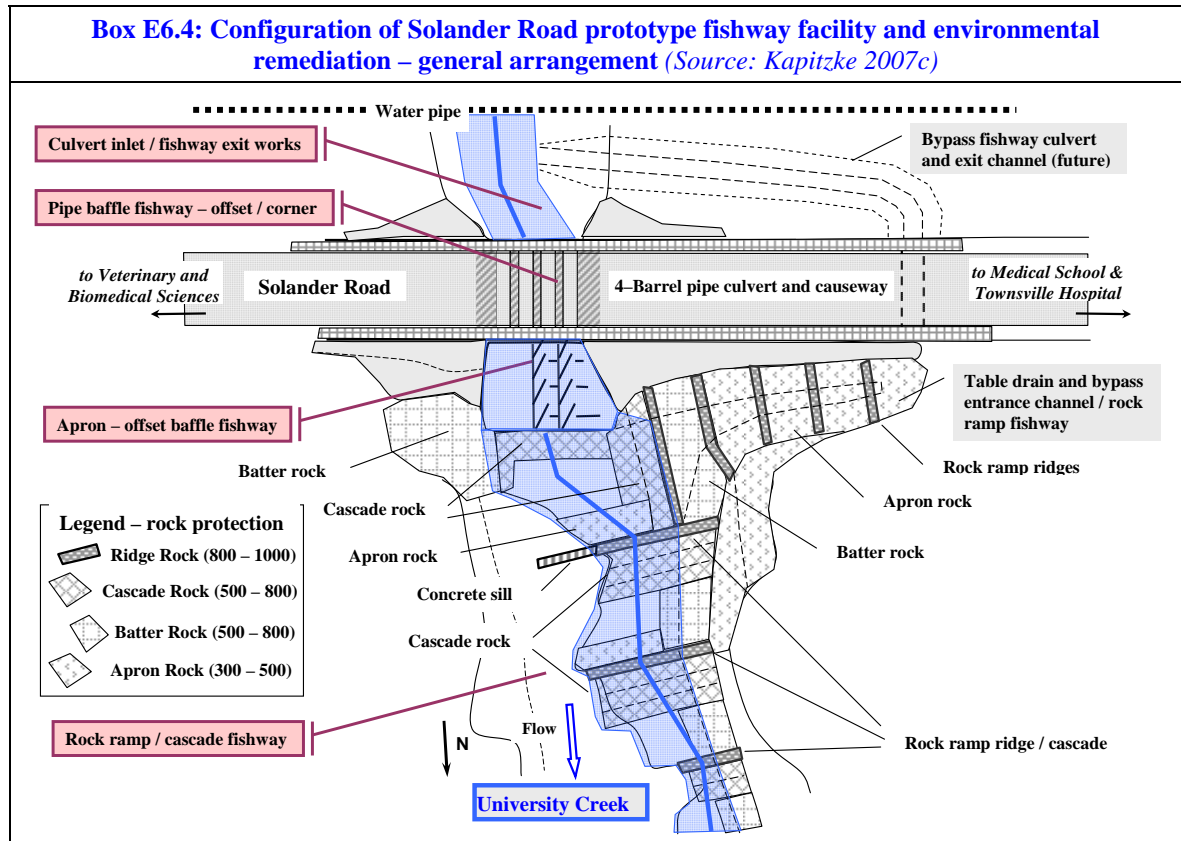 Box E6.4: Configuration of Solander Road prototype fishway facility and environmental
remediation – general arrangement (Source: Kapitzke 2007c)
Water pipe
Culvert inlet / fishway exit works
Bypass fishway culvert
and exit channel (future)
Pipe baffle fishway – offset / corner
to Veterinary and
Biomedical Sciences
Solander Road
4–Barrel pipe culvert and causeway
to Medical School &
Townsville Hospital
Apron – offset baffle fishway
Table drain and bypass
entrance channel / rock
ramp fishway
Batter rock
Rock ramp ridges
Cascade rock
Apron rock
Legend – rock protection
Ridge Rock (800 – 1000)
Cascade Rock (500 – 800)
Batter Rock (500 – 800)
Apron Rock (300 – 500)
Apron rock
Batter rock
Concrete sill
Cascade rock
Rock ramp / cascade fishway
N
Flow
Rock ramp ridge / cascade
University Creek